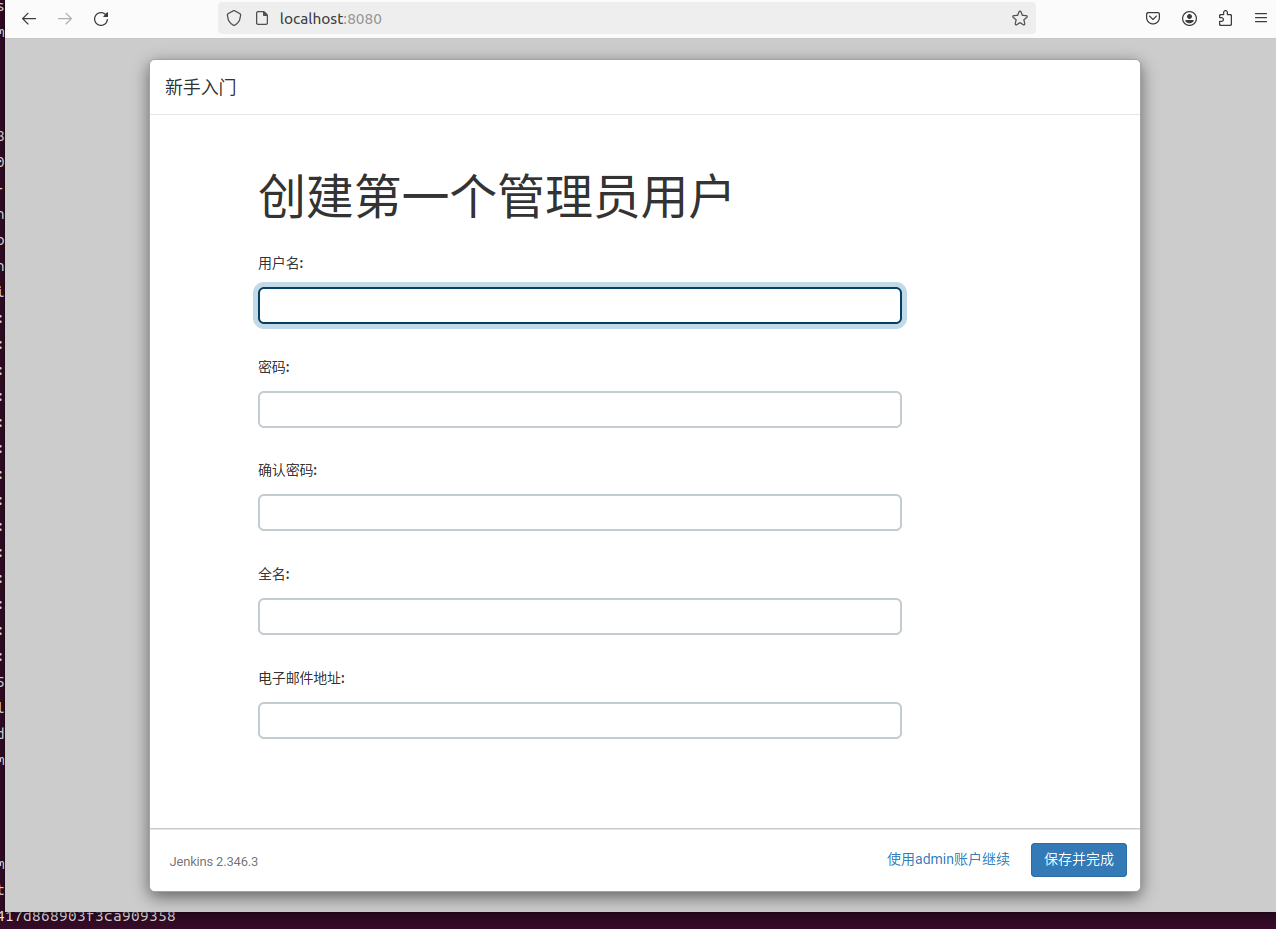 localhost:8080
新手入门
创建第一个管理员用户
用户名:
密码:
确认密码:
全名:
电子邮件地址:
Jenkins 2.346.3
使用admin账户继续
保存并完成
417d868903f3ca909358